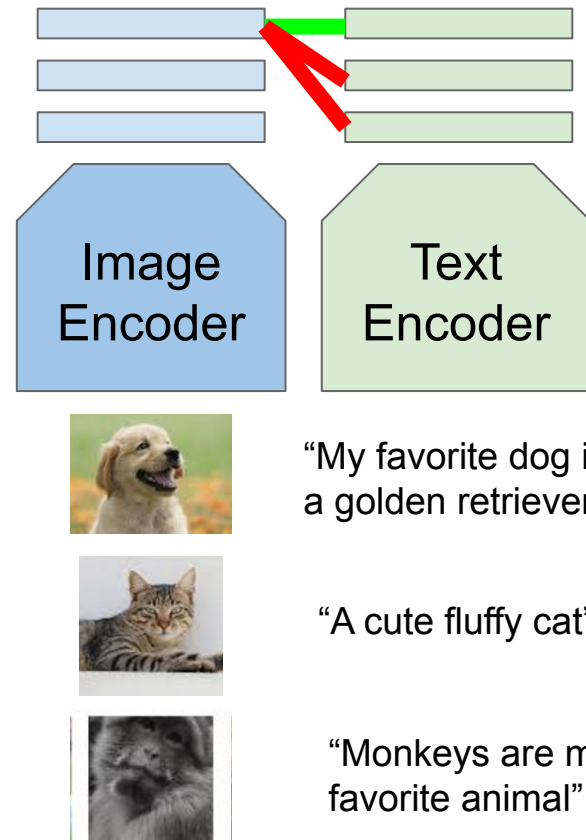 Image
Encoder
Text
Encoder
“My favorite dog
a golden retriever
“A cute fluffy cat”
“Monkeys are
favorite animal”